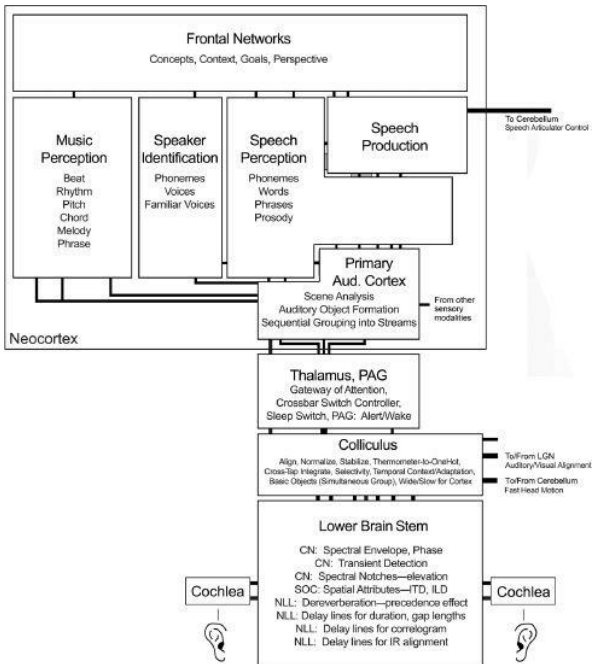 Frontal Networks
Concepts, Context, Goals, Perspective
Music
Perception
Beat
Rhythm
Pitch
Chord
Melody
Phrase
Speaker
Identification
Phonemes
Voices
Familiar Voices
Speech
Perception
Phonemes
Words
Phrases
Prosody
Speech
Production
To Cerebellum
Speech Articulator Control
Primary
Aud. Cortex
Scene Analysis
Auditory Object Formation
Sequential Grouping into Streams
From other
sensory
modalities
Neocortex
Thalamus, PAG
Gateway of Attention,
Crossbar Switch Controller,
Sleep Switch, PAG: Alert/Wake
Colliculus
Align, Normalize, Stabilize, Thermometer-to-OneHot,
Cross-Tap Integrate, Selectivity, Temporal Context/Adaptation,
Basic Objects (Simultaneous Group), Wide/Slow for Cortex
To/From LGN
Auditory/Visual Alignment
To/From Cerebellum
Fast Head Motion
Lower Brain Stem
CN: Spectral Envelope, Phase
CN: Transient Detection
CN: Spectral Notches—elevation
SOC: Spatial Attributes—ITD, ILD
NLL: Dereverberation—precedence effect
NLL: Delay lines for duration, gap lengths
NLL: Delay lines for correlogram
NLL: Delay lines for IR alignment
Cochlea
Cochlea